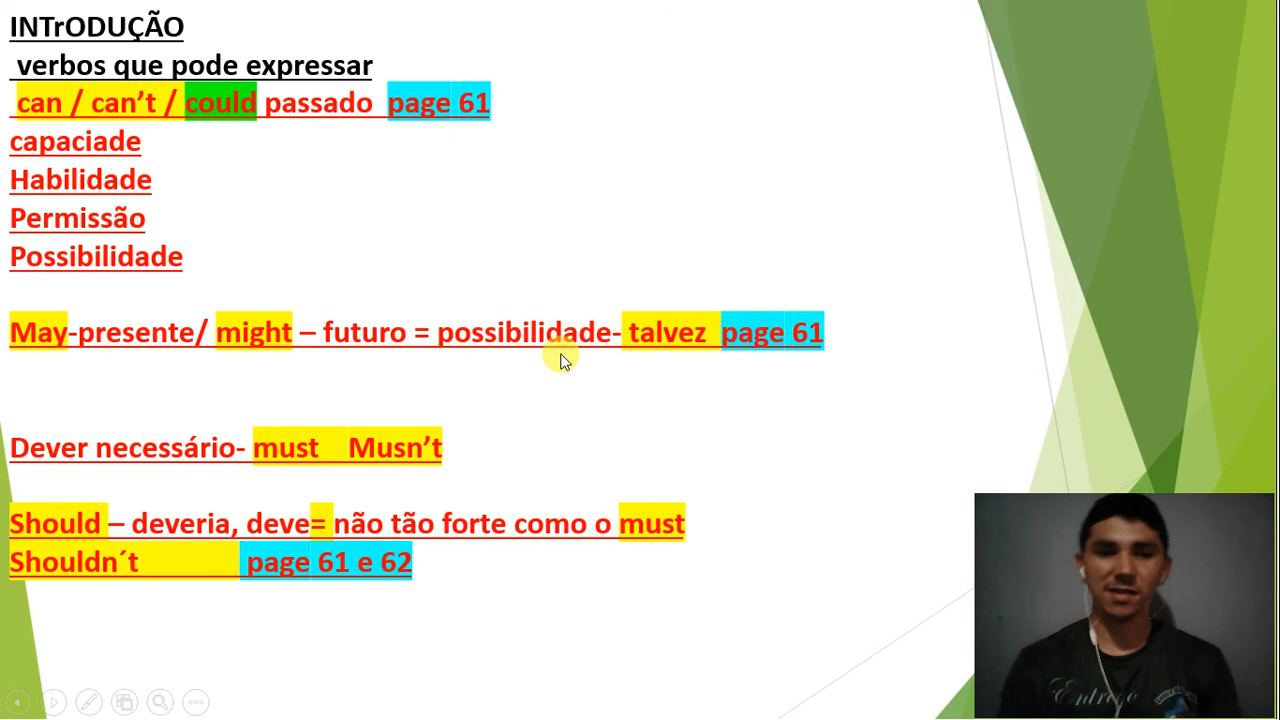 INTrODUÇÃO
verbos que pode expressar
can / can’t / could passado page 61
capaciade
Habilidade
Permissão
Possibilidade
May-presente/ might – futuro = possibilidade- talvez page 61
Dever necessário- must Musn’t
Should – deveria, deve= não tão forte como o must
Shouldn´t page 61 e 62
Entrego